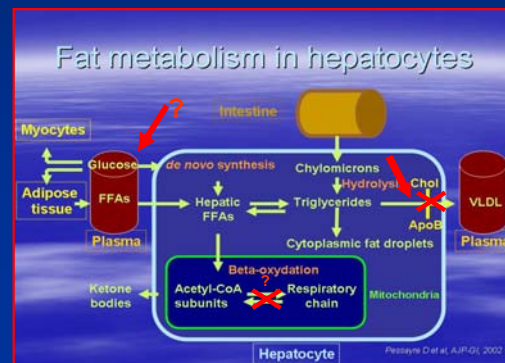 Fat metabolism in hepatocytes
?
Intestine
Myocytes
Glucose
de novo synthesis
Chylomicrons
Hydrolysis
Chol
Adipose
tissue
FFAs
Hepatic
FFAs
Triglycerides
VLDL
ApoB
Plasma
Plasma
Cytoplasmic fat droplets
Beta-oxydation
?
Ketone
bodies
Acetyl-CoA
subunits
Respiratory
chain
Mitochondria
Hepatocyte
Pessayre D et al, AJP-GI, 2002